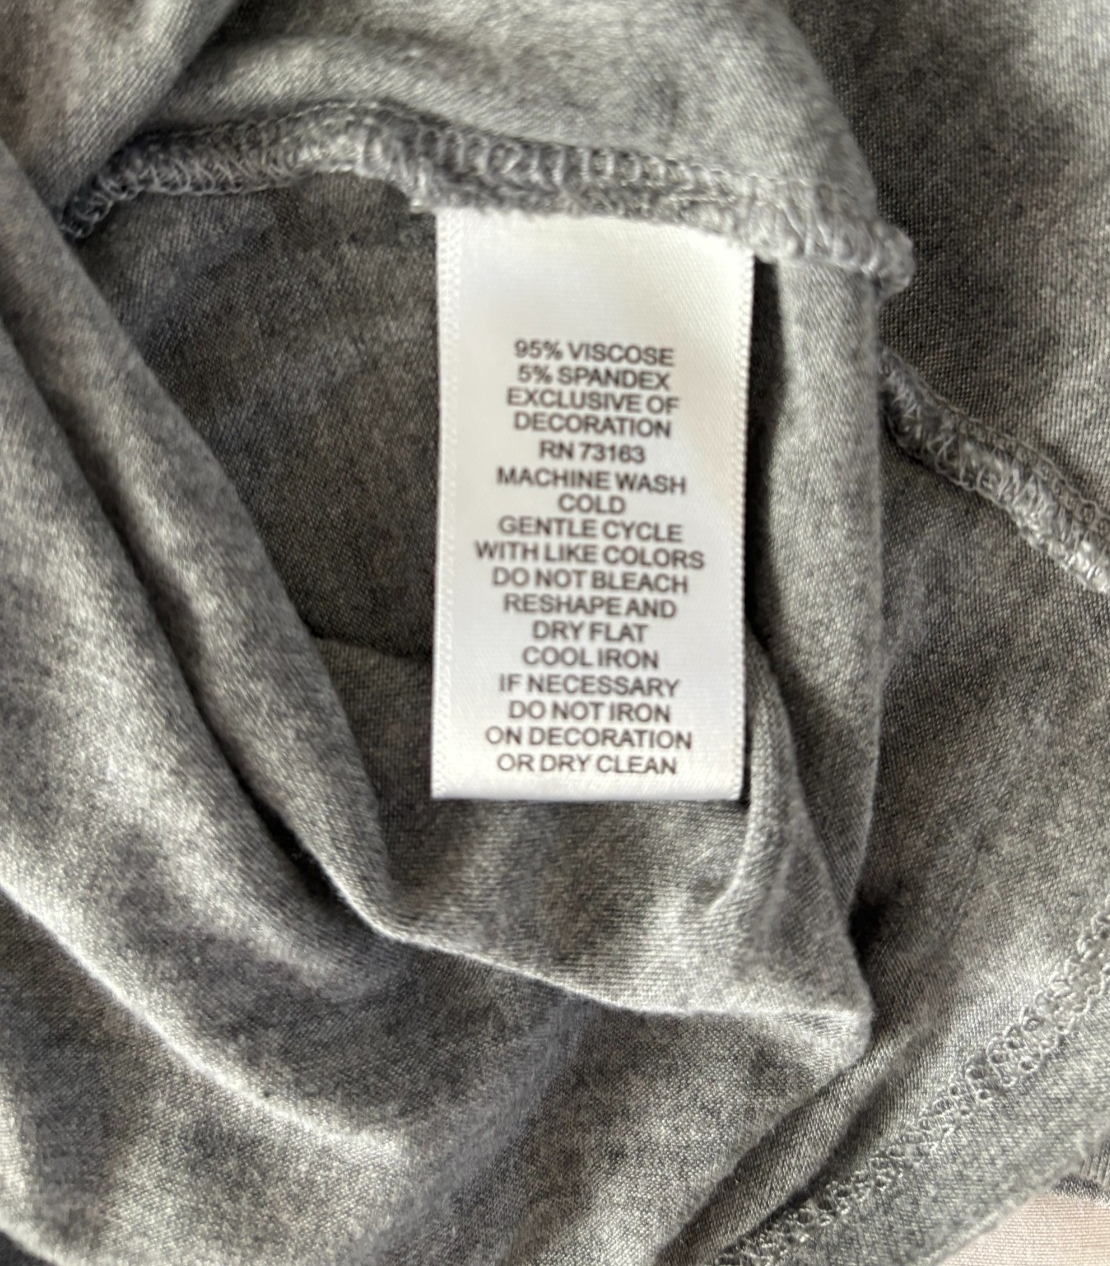 95% VISCOSE
5% SPANDEX
EXCLUSIVE OF
DECORATION
RN 73163
MACHINE WASH
COLD
GENTLE CYCLE
WITH LIKE COLORS
DO NOT BLEACH
RESHAPE AND
DRY FLAT
COOL IRON
IF NECESSARY
DO NOT IRON
ON DECORATION
OR DRY CLEAN